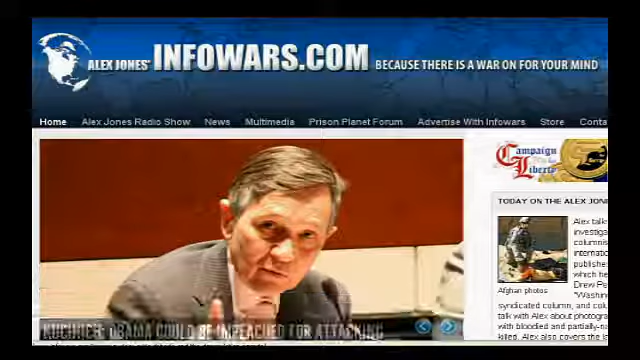 ALEX JONES' INFOWARS.COM BECAUSE THERE IS A WAR ON FOR YOUR MIND
Home Alex Jones Radio Show News Multimedia Prison Planet Forum Advertise With Infowars Store Conta
Campaign
Liberty
TODAY ON THE ALEX JON
Alex talk
investiga
columnis
internatio
publishe
which he
Drew Pe
"Washin
Afghan photos
syndicated column, and colu
talk with Alex about photogra
with bloodied and partially-na
killed. Alex also covers the la
KUCINICH: OBAMA COULD BE IMPEACHED FOR ATTACKING